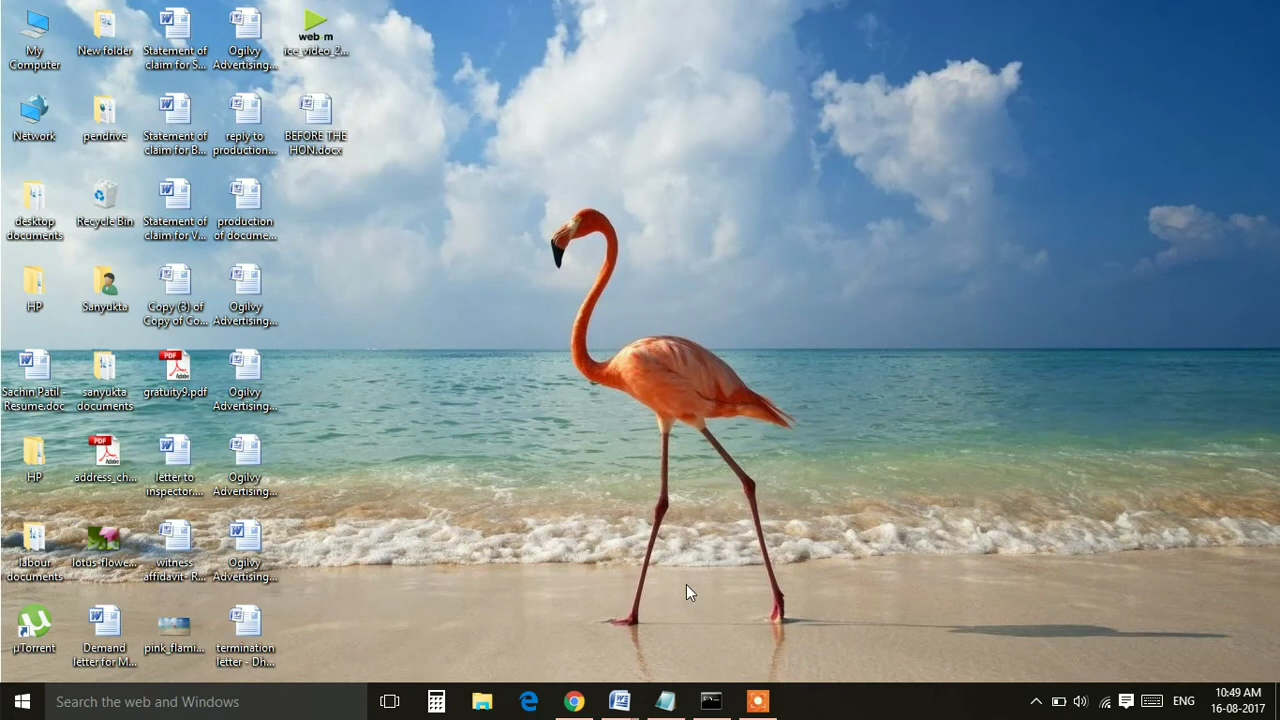 My
Computer
New folder
Statement of
claim for S...
Ogilvy
Advertising...
web m
ice_video_2...
Network
pendrive
Statement of
claim for B...
reply to
production...
BEFORE THE
HON.docx
desktop
documents
Recycle Bin
Statement of
claim for V...
production
of docume...
HP
Sanyukta
Copy (3) of
Copy of Co...
Ogilvy
Advertising...
Sachin Patil -
Resume.doc
sanyukta
documents
PDF
gratuity9.pdf
Ogilvy
Advertising...
HP
PDF
address_ch...
letter to
inspector....
Ogilvy
Advertising...
labour
documents
lotus-flowe...
witness
affidavit- R...
Ogilvy
Advertising...
µTorrent
Demand
letter for M...
pink_flami...
termination
letter - Dh...
Search the web and Windows
ENG
10:49 AM
16-08-2017